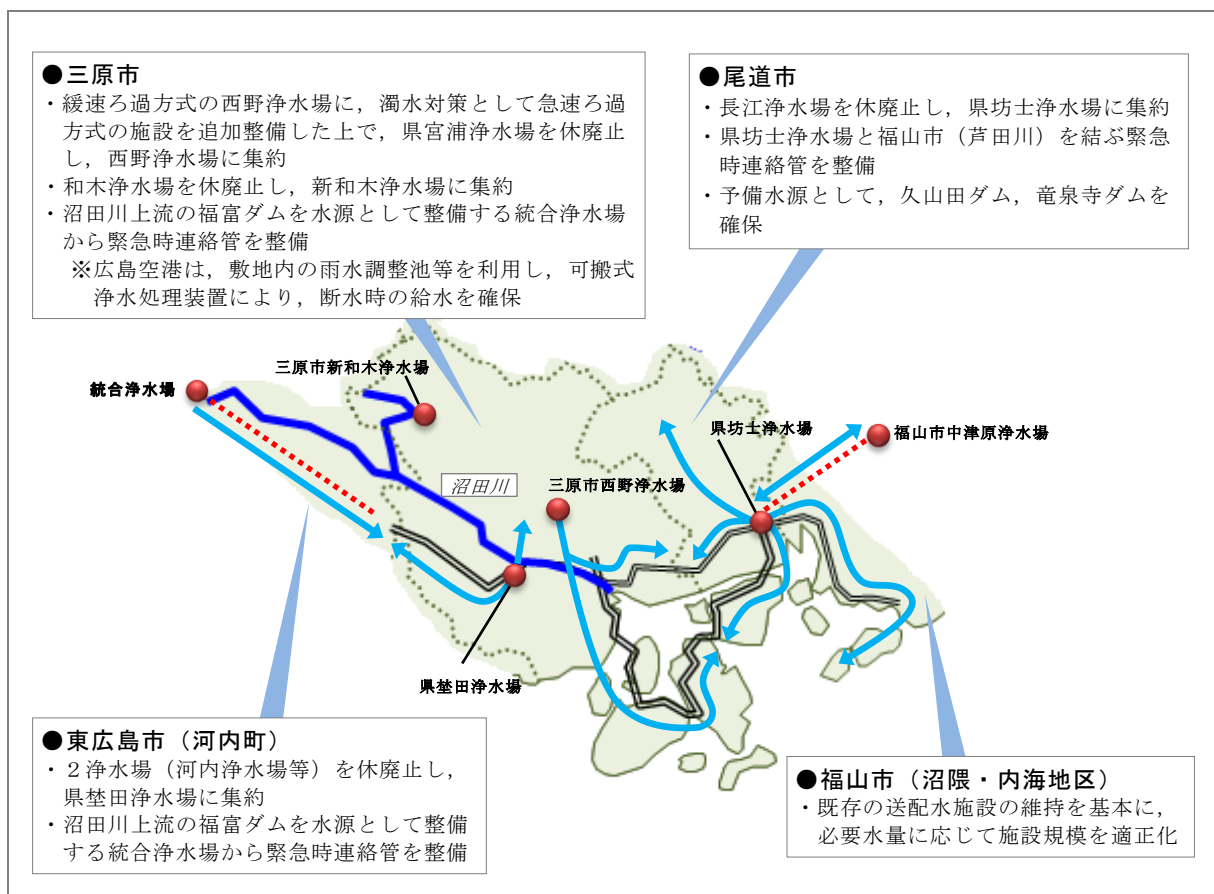 ●三原市
・緩速ろ過方式の西野浄水場に，濁水対策として急速ろ過
方式の施設を追加整備した上で，県宮浦浄水場を休廃止
し，西野浄水場に集約
・和木浄水場を休廃止し，新和木浄水場に集約
・沼田川上流の福富ダムを水源として整備する統合浄水場
から緊急時連絡管を整備
※広島空港は，敷地内の雨水調整池等を利用し，可搬式
浄水処理装置により，断水時の給水を確保
●尾道市
・長江浄水場を休廃止し，県坊士浄水場に集約
・県坊士浄水場と福山市（芦田川）を結ぶ緊急
時連絡管を整備
・予備水源として，久山田ダム，竜泉寺ダムを
確保
統合浄水場
三原市新和木浄水場
県坊士浄水場
福山市中津原浄水場
沼田川
三原市西野浄水場
県埜田浄水場
●東広島市（河内町）
・２浄水場（河内浄水場等）を休廃止し，
県埜田浄水場に集約
・沼田川上流の福富ダムを水源として整備
する統合浄水場から緊急時連絡管を整備
●福山市（沼隈・内海地区）
・既存の送配水施設の維持を基本に，
必要水量に応じて施設規模を適正化